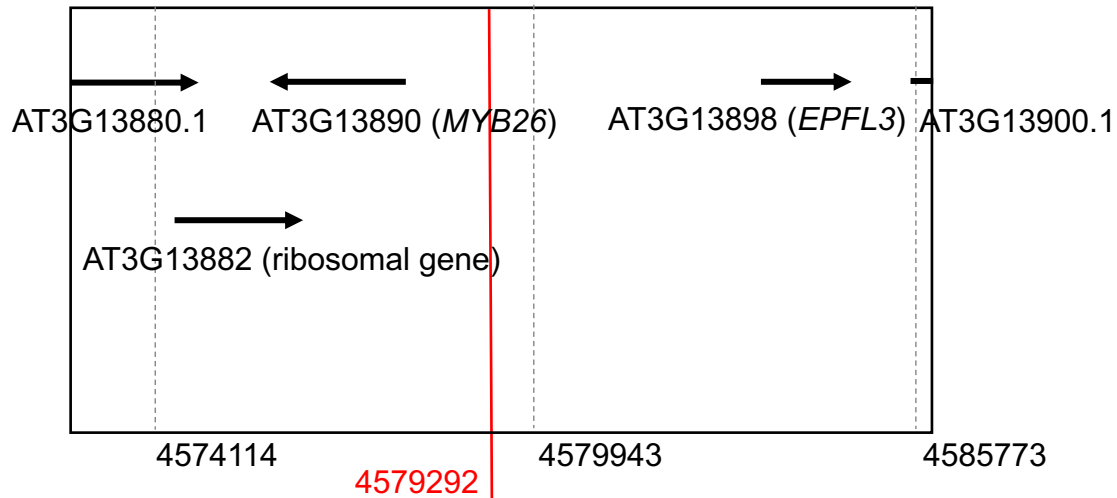 AT3G13880.1 AT3G13890 (MYB26) AT3G13898 (EPFL3) AT3G13900.1
AT3G13882 (ribosomal gene)
4574114 4579943 4585773
4579292